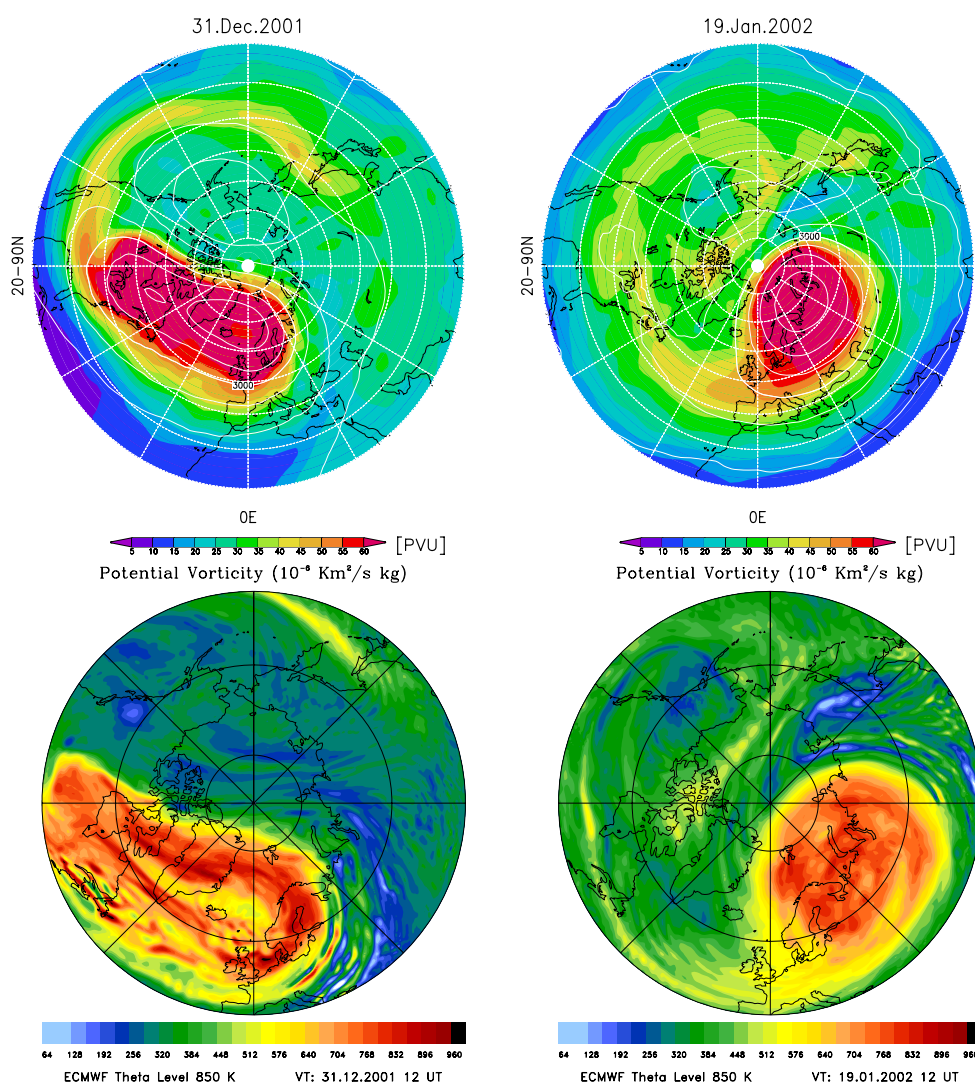 31.Dec.2001 19.Jan.2002
20-90N 20-90N
3000 3000
0E 0E
5 10 15 20 25 30 35 40 45 50 55 60 [PVU] 5 10 15 20 25 30 35 40 45 50 55 60 [PVU]
Potential Vorticity (10⁻⁶ Km²/s kg) Potential Vorticity (10⁻⁶ Km²/s kg)
64 128 192 256 320 384 448 512 576 640 704 768 832 896 960 64 128 192 256 320 384 448 512 576 640 704 768 832 896 960
ECMWF Theta Level 850 K VT: 31.12.2001 12 UT ECMWF Theta Level 850 K VT: 19.01.2002 12 UT